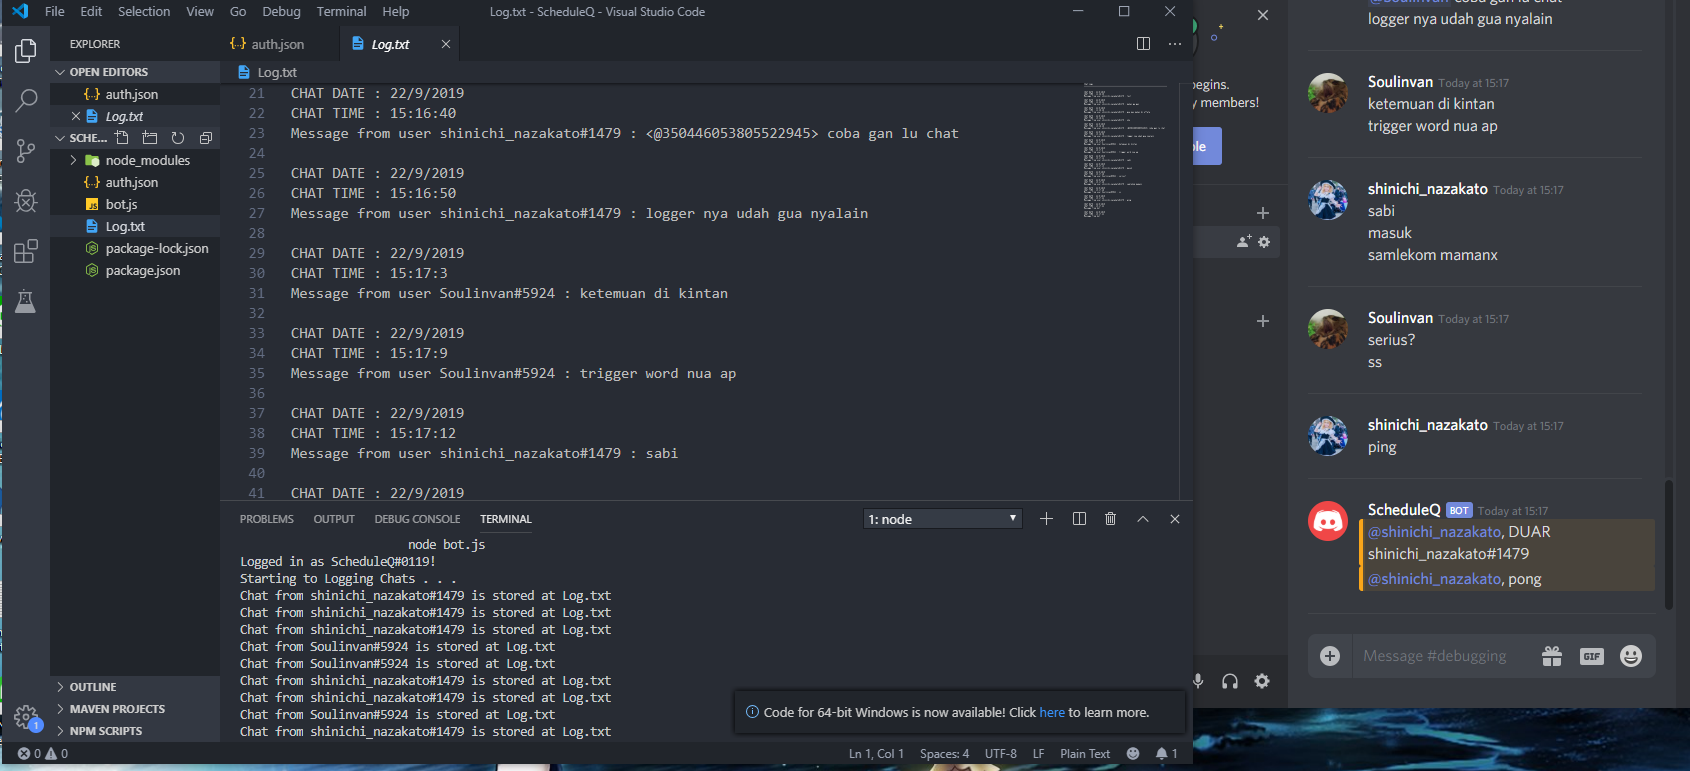 File Edit Selection View Go Debug Terminal Help
Log.txt - ScheduleQ - Visual Studio Code
EXPLORER
OPEN EDITORS
auth.json
Log.txt
SCHE...
node_modules
auth.json
bot.js
Log.txt
package-lock.json
package.json
OUTLINE
MAVEN PROJECTS
NPM SCRIPTS
1
auth.json Log.txt
Log.txt
21 CHAT DATE : 22/9/2019
22 CHAT TIME : 15:16:40
23 Message from user shinichi_nazakato#1479 : <@350446053805522945> coba gan lu chat
24
25 CHAT DATE : 22/9/2019
26 CHAT TIME : 15:16:50
27 Message from user shinichi_nazakato#1479 : logger nya udah gua nyalain
28
29 CHAT DATE : 22/9/2019
30 CHAT TIME : 15:17:3
31 Message from user Soulinvan#5924 : ketemuan di kintan
32
33 CHAT DATE : 22/9/2019
34 CHAT TIME : 15:17:9
35 Message from user Soulinvan#5924 : trigger word nua ap
36
37 CHAT DATE : 22/9/2019
38 CHAT TIME : 15:17:12
39 Message from user shinichi_nazakato#1479 : sabi
40
41 CHAT DATE : 22/9/2019
PROBLEMS OUTPUT DEBUG CONSOLE TERMINAL
1: node
node bot.js
Logged in as ScheduleQ#0119!
Starting to Logging Chats . . .
Chat from shinichi_nazakato#1479 is stored at Log.txt
Chat from shinichi_nazakato#1479 is stored at Log.txt
Chat from shinichi_nazakato#1479 is stored at Log.txt
Chat from Soulinvan#5924 is stored at Log.txt
Chat from Soulinvan#5924 is stored at Log.txt
Chat from shinichi_nazakato#1479 is stored at Log.txt
Chat from shinichi_nazakato#1479 is stored at Log.txt
Chat from Soulinvan#5924 is stored at Log.txt
Chat from shinichi_nazakato#1479 is stored at Log.txt
Code for 64-bit Windows is now available! Click here to learn more.
0 0
Ln 1, Col 1 Spaces: 4 UTF-8 LF Plain Text 1
egins.
y members!
le
@Soulinvan coba gan lu chat
logger nya udah gua nyalain
Soulinvan Today at 15:17
ketemuan di kintan
trigger word nua ap
shinichi_nazakato Today at 15:17
sabi
masuk
samlekom mamanx
Soulinvan Today at 15:17
serius?
ss
shinichi_nazakato Today at 15:17
ping
ScheduleQ BOT Today at 15:17
@shinichi_nazakato, DUAR
shinichi_nazakato#1479
@shinichi_nazakato, pong
Message #debugging
GIF